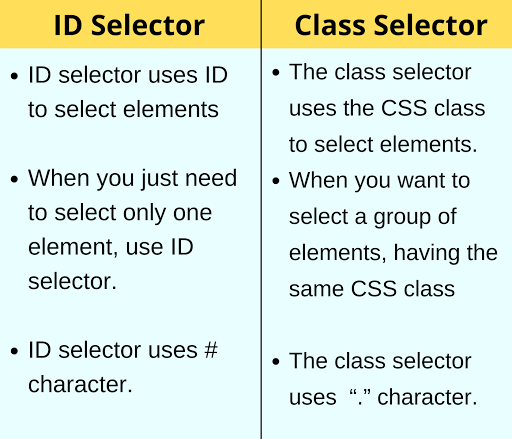 ID Selector
• ID selector uses ID
to select elements
• When you just need
to select only one
element, use ID
selector.
• ID selector uses #
character.
Class Selector
• The class selector
uses the CSS class
to select elements.
• When you want to
select a group of
elements, having the
same CSS class
• The class selector
uses “.” character.